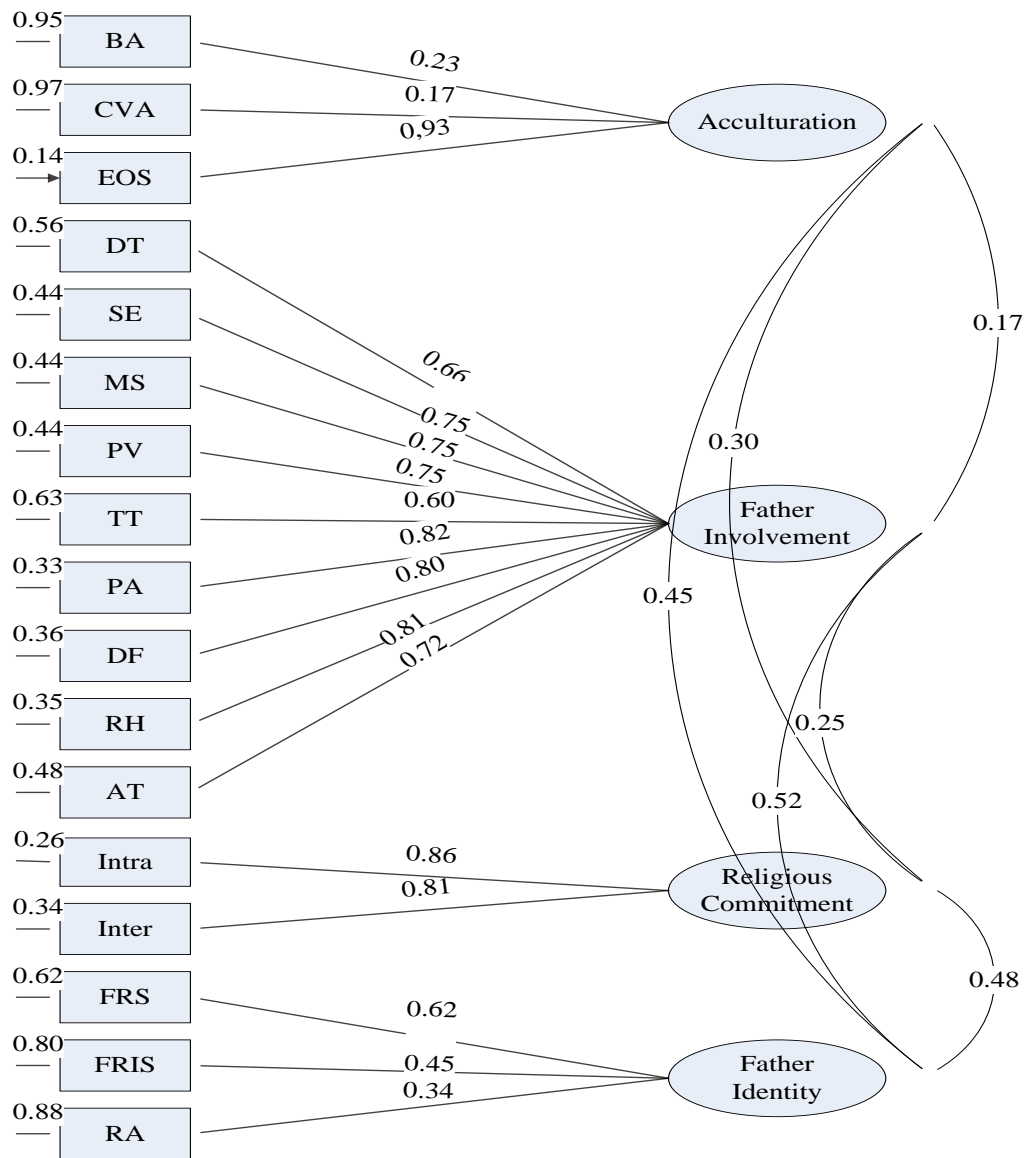 0.95
BA
0.23
0.97
CVA
0.17
Acculturation
0.14
EOS
0,93
0.56
DT
0.17
0.44
SE
0.66
0.44
MS
0.75
0.30
0.44
PV
0.75
0.75
0.63
TT
0.60
Father
Involvement
0.33
PA
0.82
0.80
0.45
0.36
DF
0.81
0.72
0.35
RH
0.25
0.48
AT
0.52
0.26
Intra
0.86
Religious
Commitment
0.34
Inter
0.81
0.62
FRS
0.62
0.48
0.80
FRIS
0.45
Father
Identity
0.88
RA
0.34